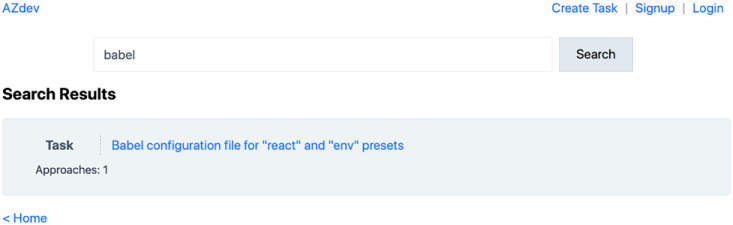 AZdev Create Task | Signup | Login
babel Search
Search Results
Task Babel configuration file for "react" and "env" presets
Approaches: 1
< Home